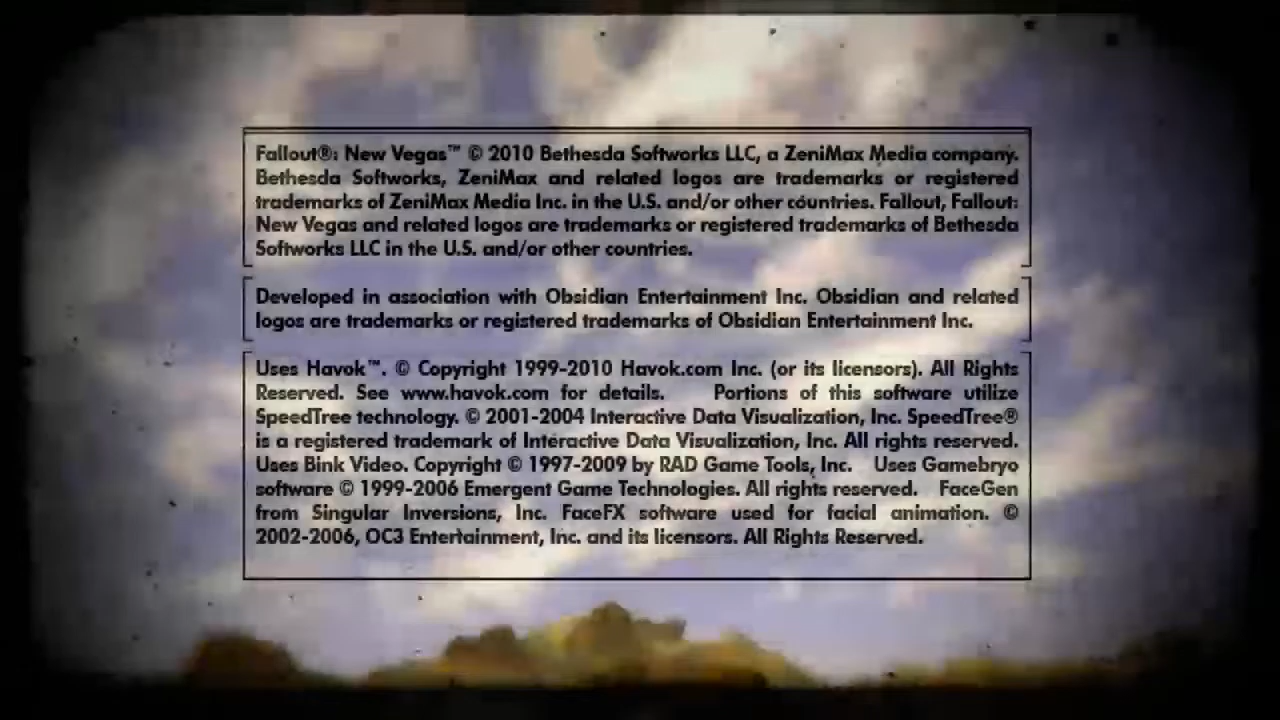 Fallout®: New Vegas™ © 2010 Bethesda Softworks LLC, a ZeniMax Media company.
Bethesda Softworks, ZeniMax and related logos are trademarks or registered
trademarks of ZeniMax Media Inc. in the U.S. and/or other countries. Fallout, Fallout:
New Vegas and related logos are trademarks or registered trademarks of Bethesda
Softworks LLC in the U.S. and/or other countries.
Developed in association with Obsidian Entertainment Inc. Obsidian and related
logos are trademarks or registered trademarks of Obsidian Entertainment Inc.
Uses Havok™. © Copyright 1999-2010 Havok.com Inc. (or its licensors). All Rights
Reserved. See www.havok.com for details. Portions of this software utilize
SpeedTree technology. © 2001-2004 Interactive Data Visualization, Inc. SpeedTree®
is a registered trademark of Interactive Data Visualization, Inc. All rights reserved.
Uses Bink Video. Copyright © 1997-2009 by RAD Game Tools, Inc. Uses Gamebryo
software © 1999-2006 Emergent Game Technologies. All rights reserved. FaceGen
from Singular Inversions, Inc. FaceFX software used for facial animation. ©
2002-2006, OC3 Entertainment, Inc. and its licensors. All Rights Reserved.